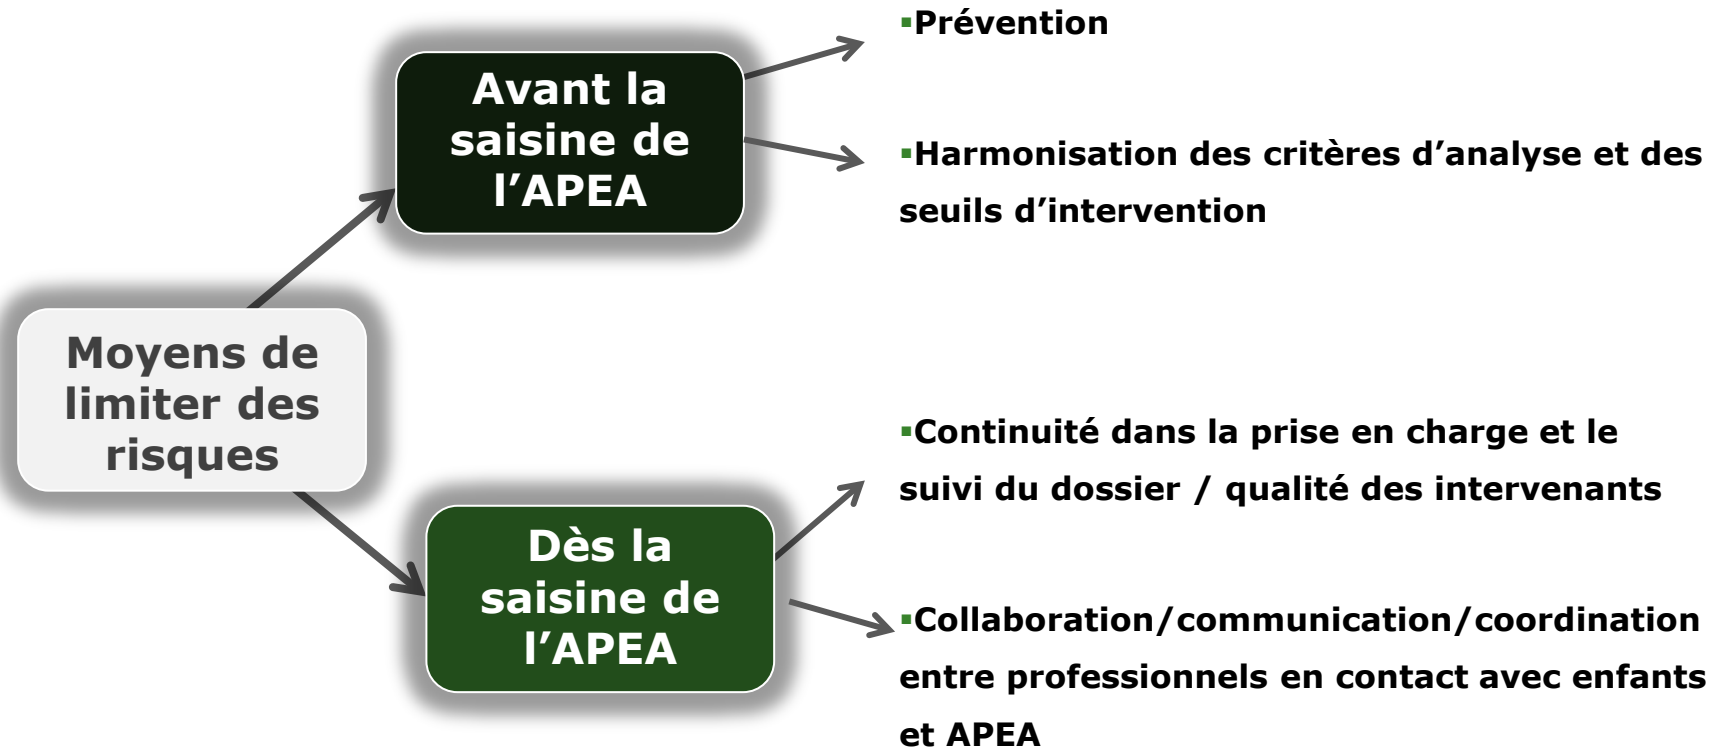 ▪Prévention
Avant la
saisine de
l’APEA
▪Harmonisation des critères d’analyse et des
seuils d’intervention
Moyens de
limiter des
risques
▪Continuité dans la prise en charge et le
suivi du dossier / qualité des intervenants
Dès la
saisine de
l’APEA
▪Collaboration/communication/coordination
entre professionnels en contact avec enfants
et APEA